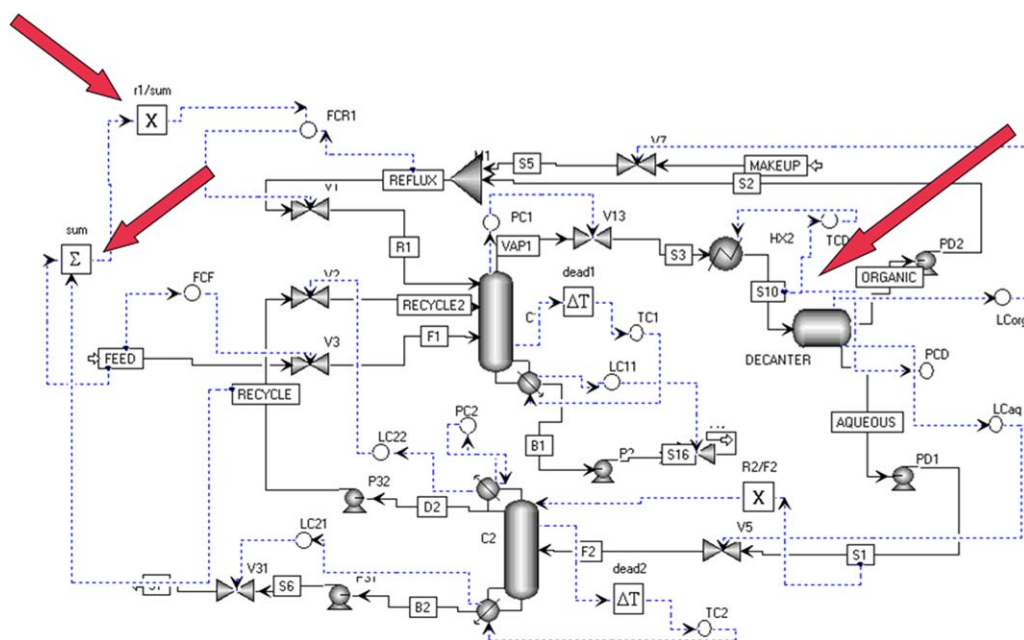 r1/sum
X
FCR1
V7
S5
MAKEUP
REFLUX
S2
V1
PC1
V13
sum
R1
VAP1
S3
HX2
PD2
Σ
FCF
V2
dead1
ΔT
S10
ORGANIC
RECYCLE2
F1
TC1
V3
DECANTER
FEED
LC11
PCD
RECYCLE
AQUEOUS
LCaq
PC2
LC22
B1
S16
...
R2/F2
X
PD1
P32
D2
LC21
C2
V5
F2
S1
dead2
V31
S6
ΔT
B2
TC2